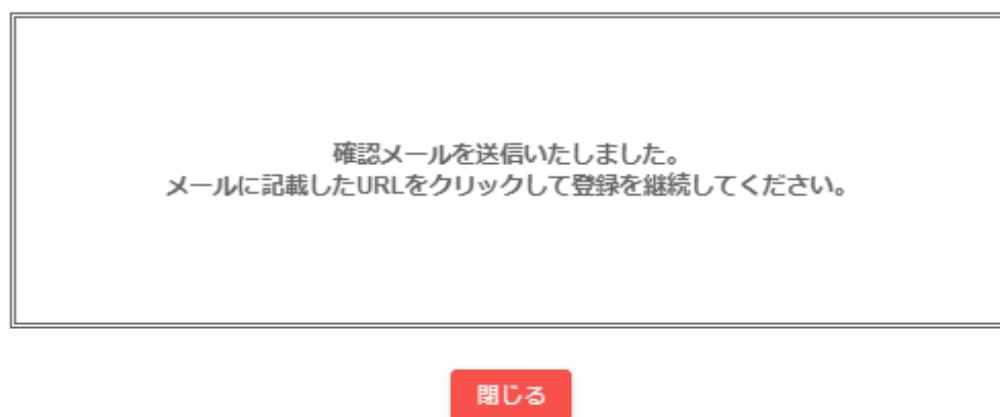 確認メールを送信いたしました。
メールに記載したURLをクリックして登録を継続してください。
閉じる